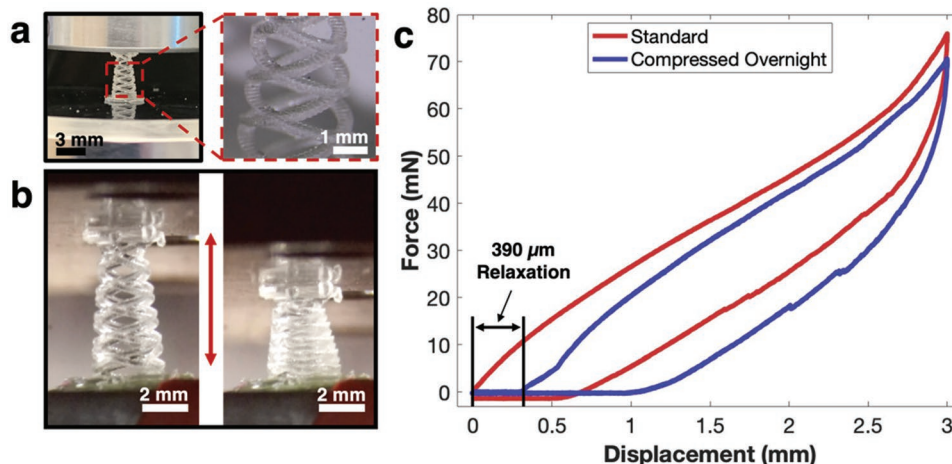 a
3 mm
1 mm
b
2 mm
2 mm
c
Standard
Compressed Overnight
390 µm
Relaxation
Force (mN)
80
70
60
50
40
30
20
10
0
0
0.5
1
1.5
2
2.5
3
Displacement (mm)